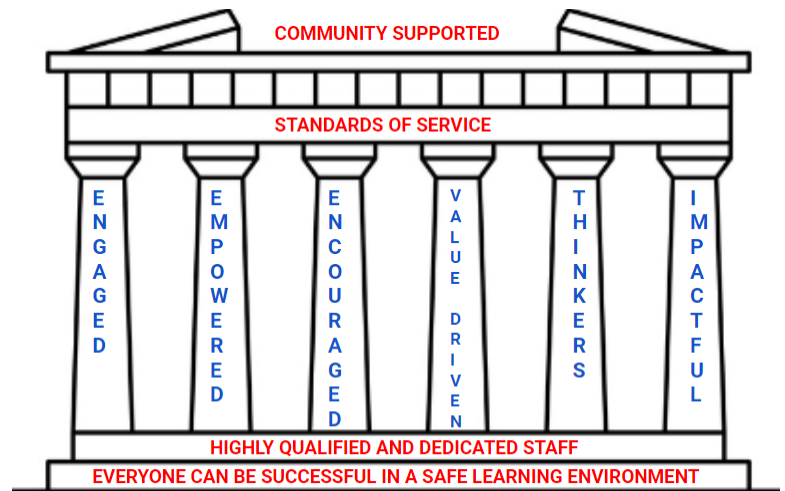 COMMUNITY SUPPORTED
STANDARDS OF SERVICE
ENGAGED
EMPOWERED
ENCOURAGED
VALUE DRIVEN
THINKERS
IMPACTFUL
HIGHLY QUALIFIED AND DEDICATED STAFF
EVERYONE CAN BE SUCCESSFUL IN A SAFE LEARNING ENVIRONMENT